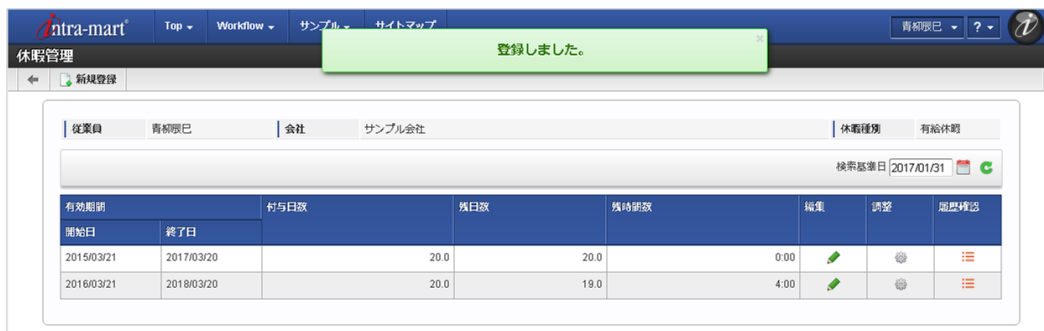 intra-mart Top Workflow サンプル サイトマップ 青柳辰巳 ?
登録しました。 ×
休暇管理
新規登録
従業員 青柳辰巳 会社 サンプル会社 休暇種別 有給休暇
検索基準日 2017/01/31
有効期間 付与日数 残日数 残時間数 編集 調整 履歴確認
開始日 終了日
2015/03/21 2017/03/20 20.0 20.0 0:00
2016/03/21 2018/03/20 20.0 19.0 4:00